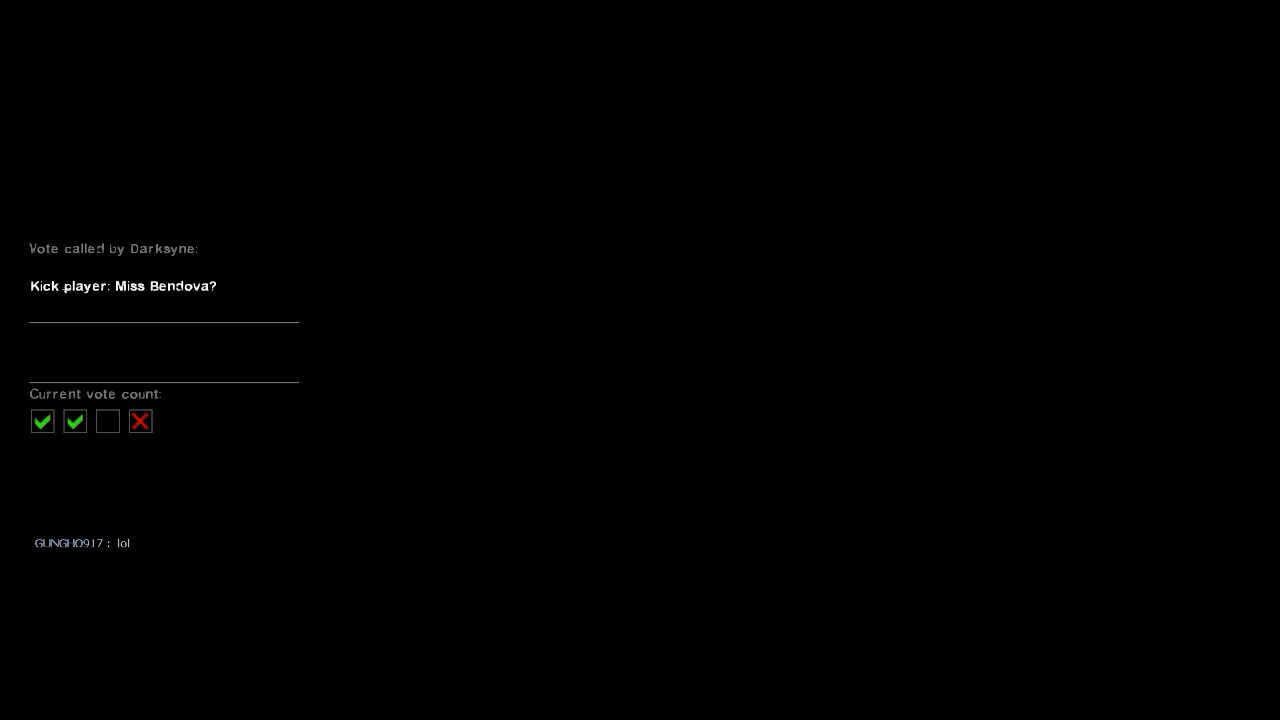 Vote called by Darksyne:
Kick player: Miss Bendova?
Current vote count:
GUNGHO917 : lol